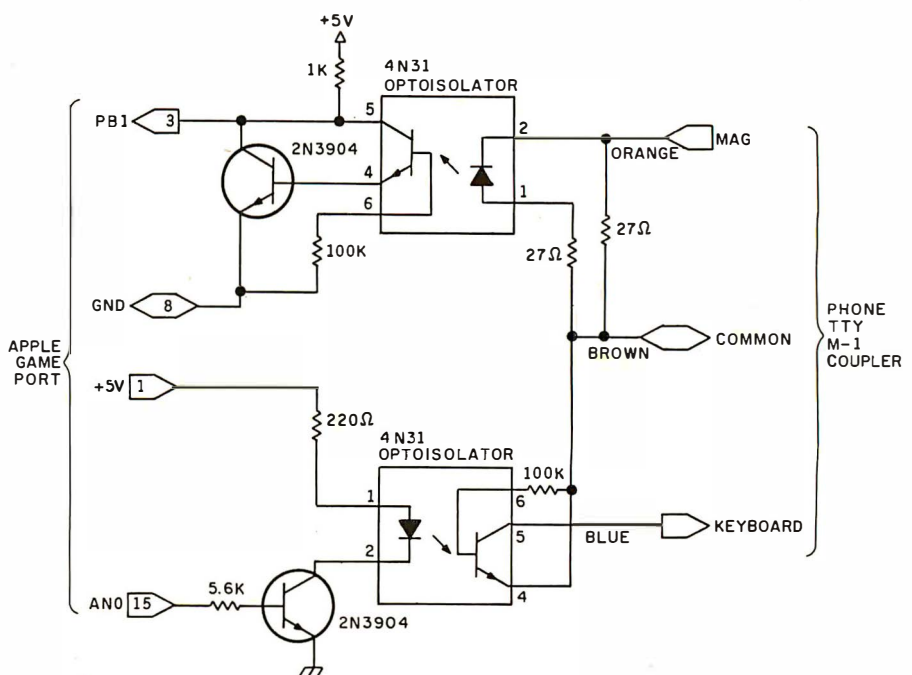 +5V
1K
4N31
OPTOISOLATOR
PB1
3
5
2
MAG
ORANGE
2N3904
4
1
6
27Ω
27Ω
100K
GND
8
PHONE
TTY
M-1
COUPLER
COMMON
BROWN
APPLE
GAME
PORT
+5V
1
220Ω
4N31
OPTOISOLATOR
100K
1
6
KEYBOARD
5
BLUE
2
4
AN0
15
5.6K
2N3904